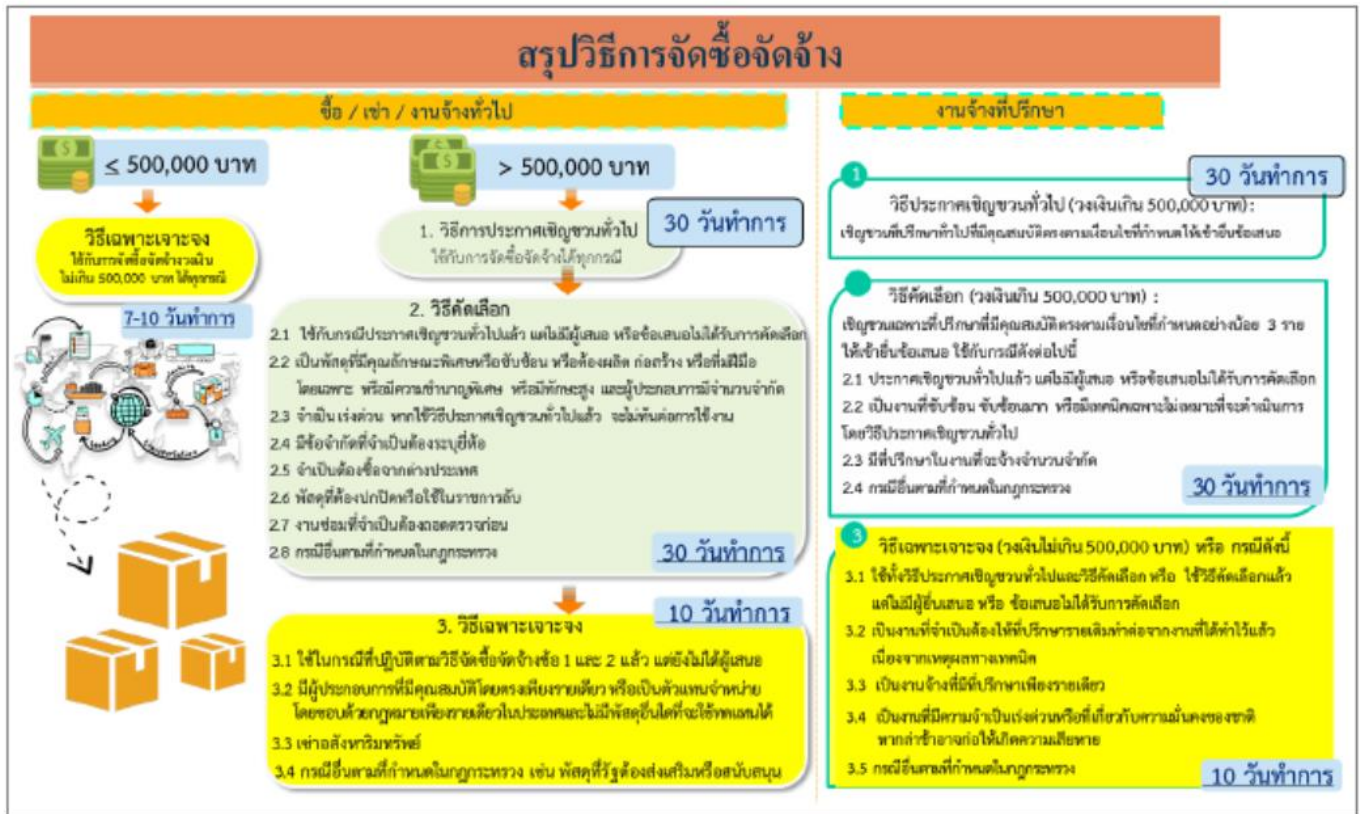 สรุปวิธีการจัดซื้อจัดจ้าง
ซื้อ / เช่า / งานจ้างทั่วไป
≤ 500,000 บาท
วิธีเฉพาะเจาะจง
ใช้กับการจัดซื้อจัดจ้างวงเงิน
ไม่เกิน 500,000 บาท ได้ทุกกรณี
7-10 วันทำการ
> 500,000 บาท
30 วันทำการ
1. วิธีการประกาศเชิญชวนทั่วไป
ใช้กับการจัดซื้อจัดจ้างได้ทุกกรณี
2. วิธีคัดเลือก
2.1 ใช้กับกรณีประกาศเชิญชวนทั่วไปแล้ว แต่ไม่มีผู้เสนอ หรือข้อเสนอไม่ได้รับการคัดเลือก
2.2 เป็นพัสดุที่มีคุณลักษณะพิเศษหรือซับซ้อน หรือต้องผลิต ก่อสร้าง หรือที่มีฝีมือ
โดยเฉพาะ หรือมีความชำนาญพิเศษ หรือมีทักษะสูง และผู้ประกอบการมีจำนวนจำกัด
2.3 จำเป็นเร่งด่วน หากใช้วิธีประกาศเชิญชวนทั่วไปแล้ว จะไม่ทันต่อการใช้งาน
2.4 มีข้อจำกัดที่จำเป็นต้องระบุยี่ห้อ
2.5 จำเป็นต้องซื้อจากต่างประเทศ
2.6 พัสดุที่ต้องปกปิดหรือใช้ในราชการลับ
2.7 งานซ่อมที่จำเป็นต้องถอดตรวจก่อน
2.8 กรณีอื่นตามที่กำหนดในกฎกระทรวง
30 วันทำการ
10 วันทำการ
3. วิธีเฉพาะเจาะจง
3.1 ใช้ในกรณีที่ปฏิบัติตามวิธีจัดซื้อจัดจ้างข้อ 1 และ 2 แล้ว แต่ยังไม่ได้ผู้เสนอ
3.2 มีผู้ประกอบการที่มีคุณสมบัติโดยตรงเพียงรายเดียว หรือเป็นตัวแทนจำหน่าย
โดยชอบด้วยกฎหมายเพียงรายเดียวในประเทศและไม่มีพัสดุอื่นใดที่จะใช้ทดแทนได้
3.3 เช่าอสังหาริมทรัพย์
3.4 กรณีอื่นตามที่กำหนดในกฎกระทรวง เช่น พัสดุที่รัฐต้องส่งเสริมหรือสนับสนุน
งานจ้างที่ปรึกษา
30 วันทำการ
1
วิธีประกาศเชิญชวนทั่วไป (วงเงินเกิน 500,000 บาท) :
เชิญชวนที่ปรึกษาทั่วไปที่มีคุณสมบัติตรงตามเงื่อนไขที่กำหนด ให้เข้ายื่นข้อเสนอ
วิธีคัดเลือก (วงเงินเกิน 500,000 บาท) :
เชิญชวนเฉพาะที่ปรึกษาที่มีคุณสมบัติตรงตามเงื่อนไขที่กำหนดอย่างน้อย 3 ราย
ให้เข้ายื่นข้อเสนอ ใช้กับกรณีดังต่อไปนี้
2.1 ประกาศเชิญชวนทั่วไปแล้ว แต่ไม่มีผู้เสนอ หรือข้อเสนอไม่ได้รับการคัดเลือก
2.2 เป็นงานที่ซับซ้อน ซับซ้อนมาก หรือมีเทคนิคเฉพาะไม่เหมาะที่จะดำเนินการ
โดยวิธีประกาศเชิญชวนทั่วไป
2.3 มีที่ปรึกษาในงานที่จะจ้างจำนวนจำกัด
2.4 กรณีอื่นตามที่กำหนดในกฎกระทรวง
30 วันทำการ
3
วิธีเฉพาะเจาะจง (วงเงินไม่เกิน 500,000 บาท) หรือ กรณีดังนี้
3.1 ใช้ทั้งวิธีประกาศเชิญชวนทั่วไปและวิธีคัดเลือก หรือ ใช้วิธีคัดเลือกแล้ว
แต่ไม่มีผู้ยื่นเสนอ หรือ ข้อเสนอไม่ได้รับการคัดเลือก
3.2 เป็นงานที่จำเป็นต้องให้ที่ปรึกษารายเดิมทำต่อจากงานที่ได้ทำไว้แล้ว
เนื่องจากเหตุผลทางเทคนิค
3.3 เป็นงานจ้างที่มีที่ปรึกษาเพียงรายเดียว
3.4 เป็นงานที่มีความจำเป็นเร่งด่วนหรือที่เกี่ยวกับความมั่นคงของชาติ
หากล่าช้าอาจก่อให้เกิดความเสียหาย
3.5 กรณีอื่นตามที่กำหนดในกฎกระทรวง
10 วันทำการ